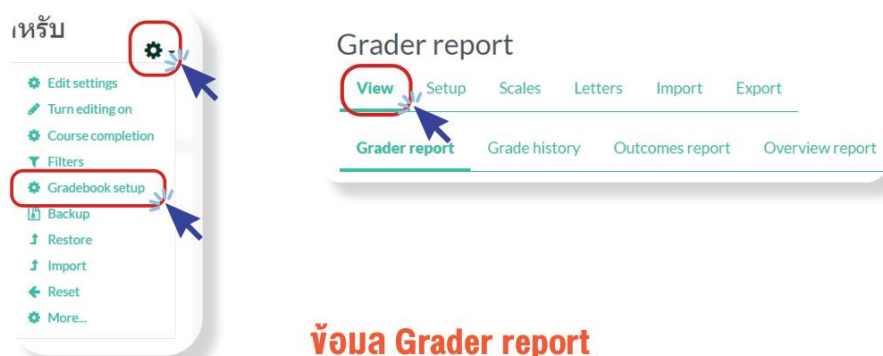 าหรับ
Edit settings
Turn editing on
Course completion
Filters
Gradebook setup
Backup
Restore
Import
Reset
More...
Grader report
View Setup Scales Letters Import Export
Grader report Grade history Outcomes report Overview report
ข้อมูล Grader report